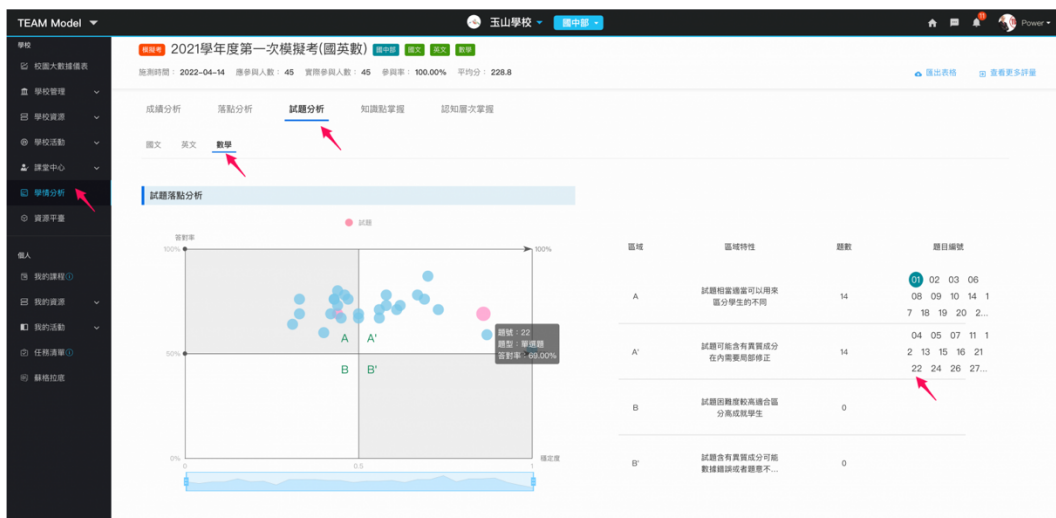 TEAM Model
玉山學校
國中部
11
Power
學校
校園大數據儀表
學校管理
學校資源
學校活動
課堂中心
學情分析
資源平臺
個人
我的課程
我的資源
我的活動
任務清單
蘇格拉底
模擬考 2021學年度第一次模擬考(國英數) 國中部 國文 英文 數學
施測時間： 2022-04-14 應參與人數： 45 實際參與人數： 45 參與率： 100.00% 平均分： 228.8
匯出表格 查看更多評量
成績分析 落點分析 試題分析 知識點掌握 認知層次掌握
國文 英文 數學
試題落點分析
試題
答對率
100% 100%
A A'
50%
B B'
0% 穩定度
0 0.5 1
題號：22
題型：單選題
答對率：69.00%
區域 區域特性 題數 題目編號
A 試題相當適當可以用來區分學生的不同 14
01 02 03 06
08 09 10 14 1
7 18 19 20 2...
A' 試題可能含有異質成分在內需要局部修正 14
04 05 07 11 1
2 13 15 16 21
22 24 26 27...
B 試題困難度較高適合區分高成就學生 0
B' 試題含有異質成分可能數據錯誤或者題意不... 0